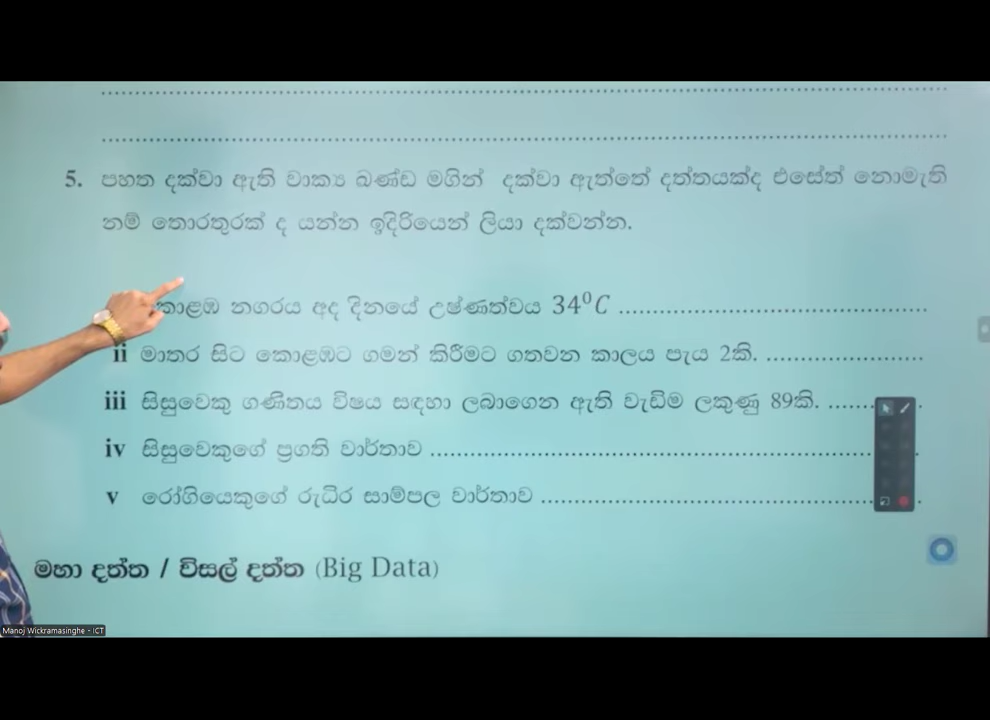 5. පහත දක්වා ඇති වාක්‍ය ඛණ්ඩ මගින් දක්වා ඇත්තේ දත්තයක්ද එසේත් නොමැති
නම් තොරතුරක් ද යන්න ඉදිරියෙන් ලියා දක්වන්න.
කොළඹ නගරය අද දිනයේ උෂ්ණත්වය 34⁰C ........................................
ii මාතර සිට කොළඹට ගමන් කිරීමට ගතවන කාලය පැය 2කි. ....................
iii සිසුවෙකු ගණිතය විෂය සඳහා ලබාගෙන ඇති වැඩිම ලකුණු 89කි. ........
iv සිසුවෙකුගේ ප්‍රගති වාර්තාව ........................................
v රෝගියෙකුගේ රුධිර සාම්පල වාර්තාව ........................................
මහා දත්ත / විසල් දත්ත (Big Data)
Manoj Wickramasinghe - ICT